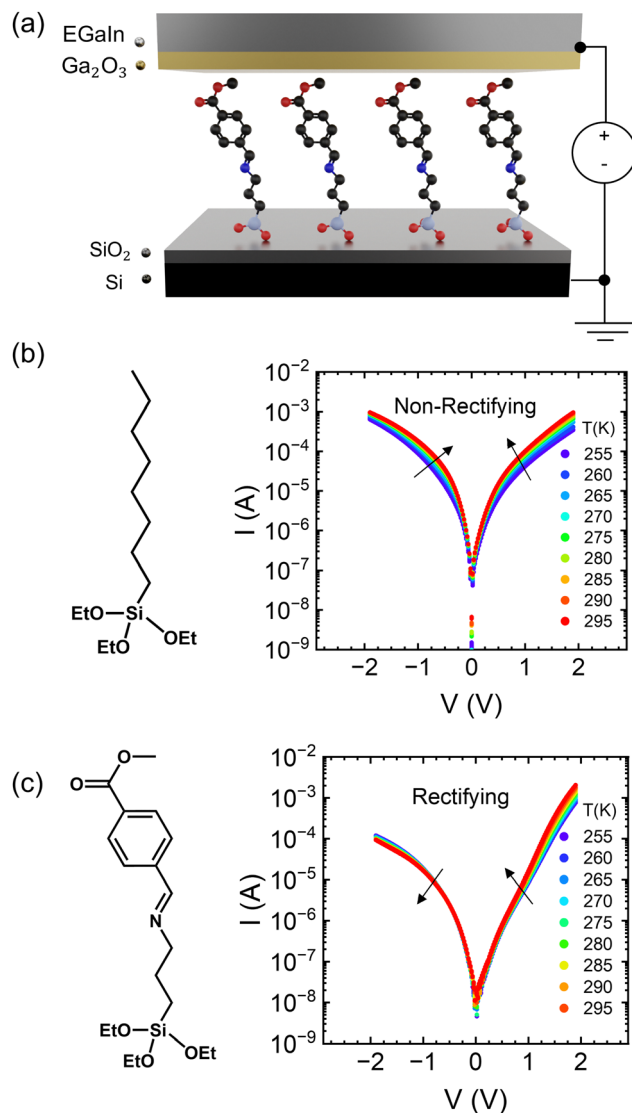 (a)
EGaIn
Ga₂O₃
SiO₂
Si
+
-
(b)
Si
EtO
EtO
OEt
10⁻²
10⁻³
10⁻⁴
10⁻⁵
10⁻⁶
10⁻⁷
10⁻⁸
10⁻⁹
I (A)
Non-Rectifying
T(K)
255
260
265
270
275
280
285
290
295
−2 −1 0 1 2
V (V)
(c)
O
O
N
Si
EtO
EtO
OEt
10⁻²
10⁻³
10⁻⁴
10⁻⁵
10⁻⁶
10⁻⁷
10⁻⁸
10⁻⁹
I (A)
Rectifying
T(K)
255
260
265
270
275
280
285
290
295
−2 −1 0 1 2
V (V)